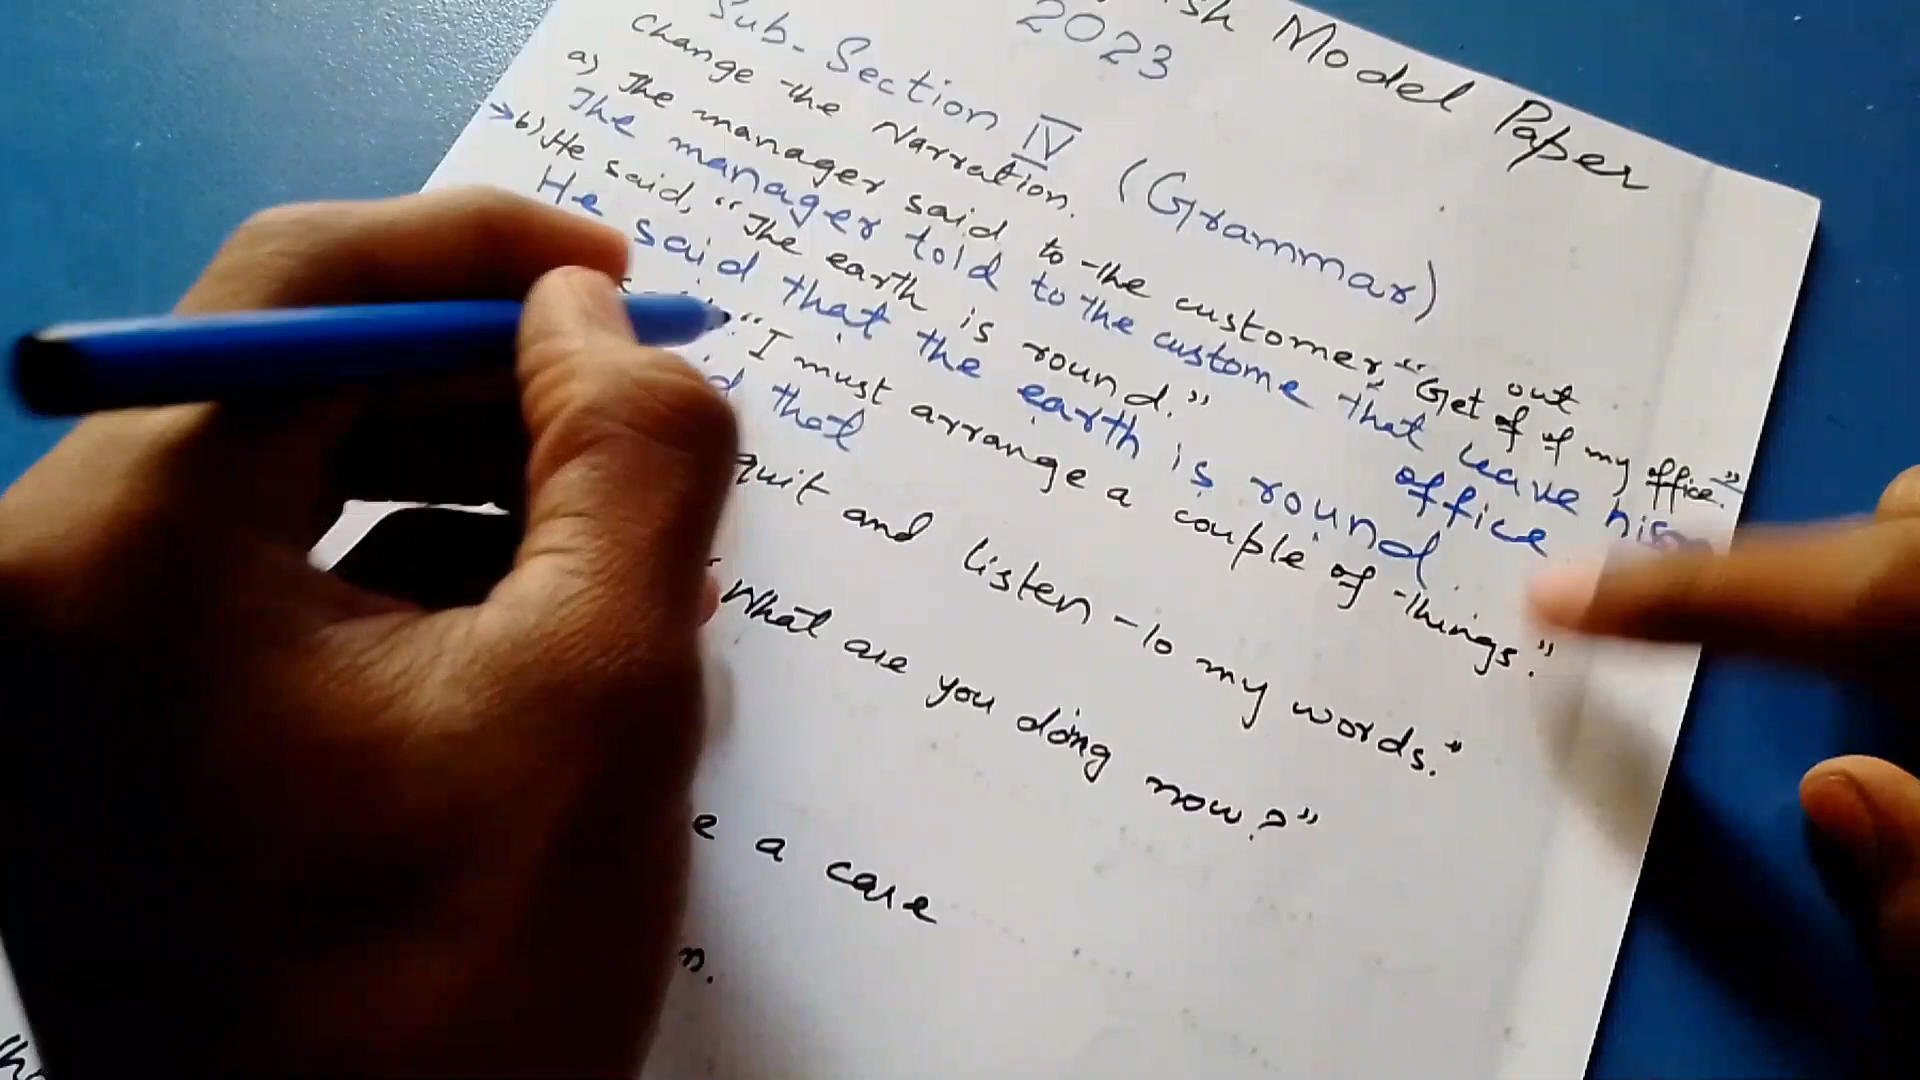 Model Paper
2023
Sub-Section IV (Grammar)
Change the Narration.
a) The manager said to the customer "Get out of of my office."
The manager told to the custome that leave his office
b) He said, "The earth is round."
He said that the earth is round.
"I must arrange a couple of things."
that
quit and listen to my words."
"What are you doing now?"
a case